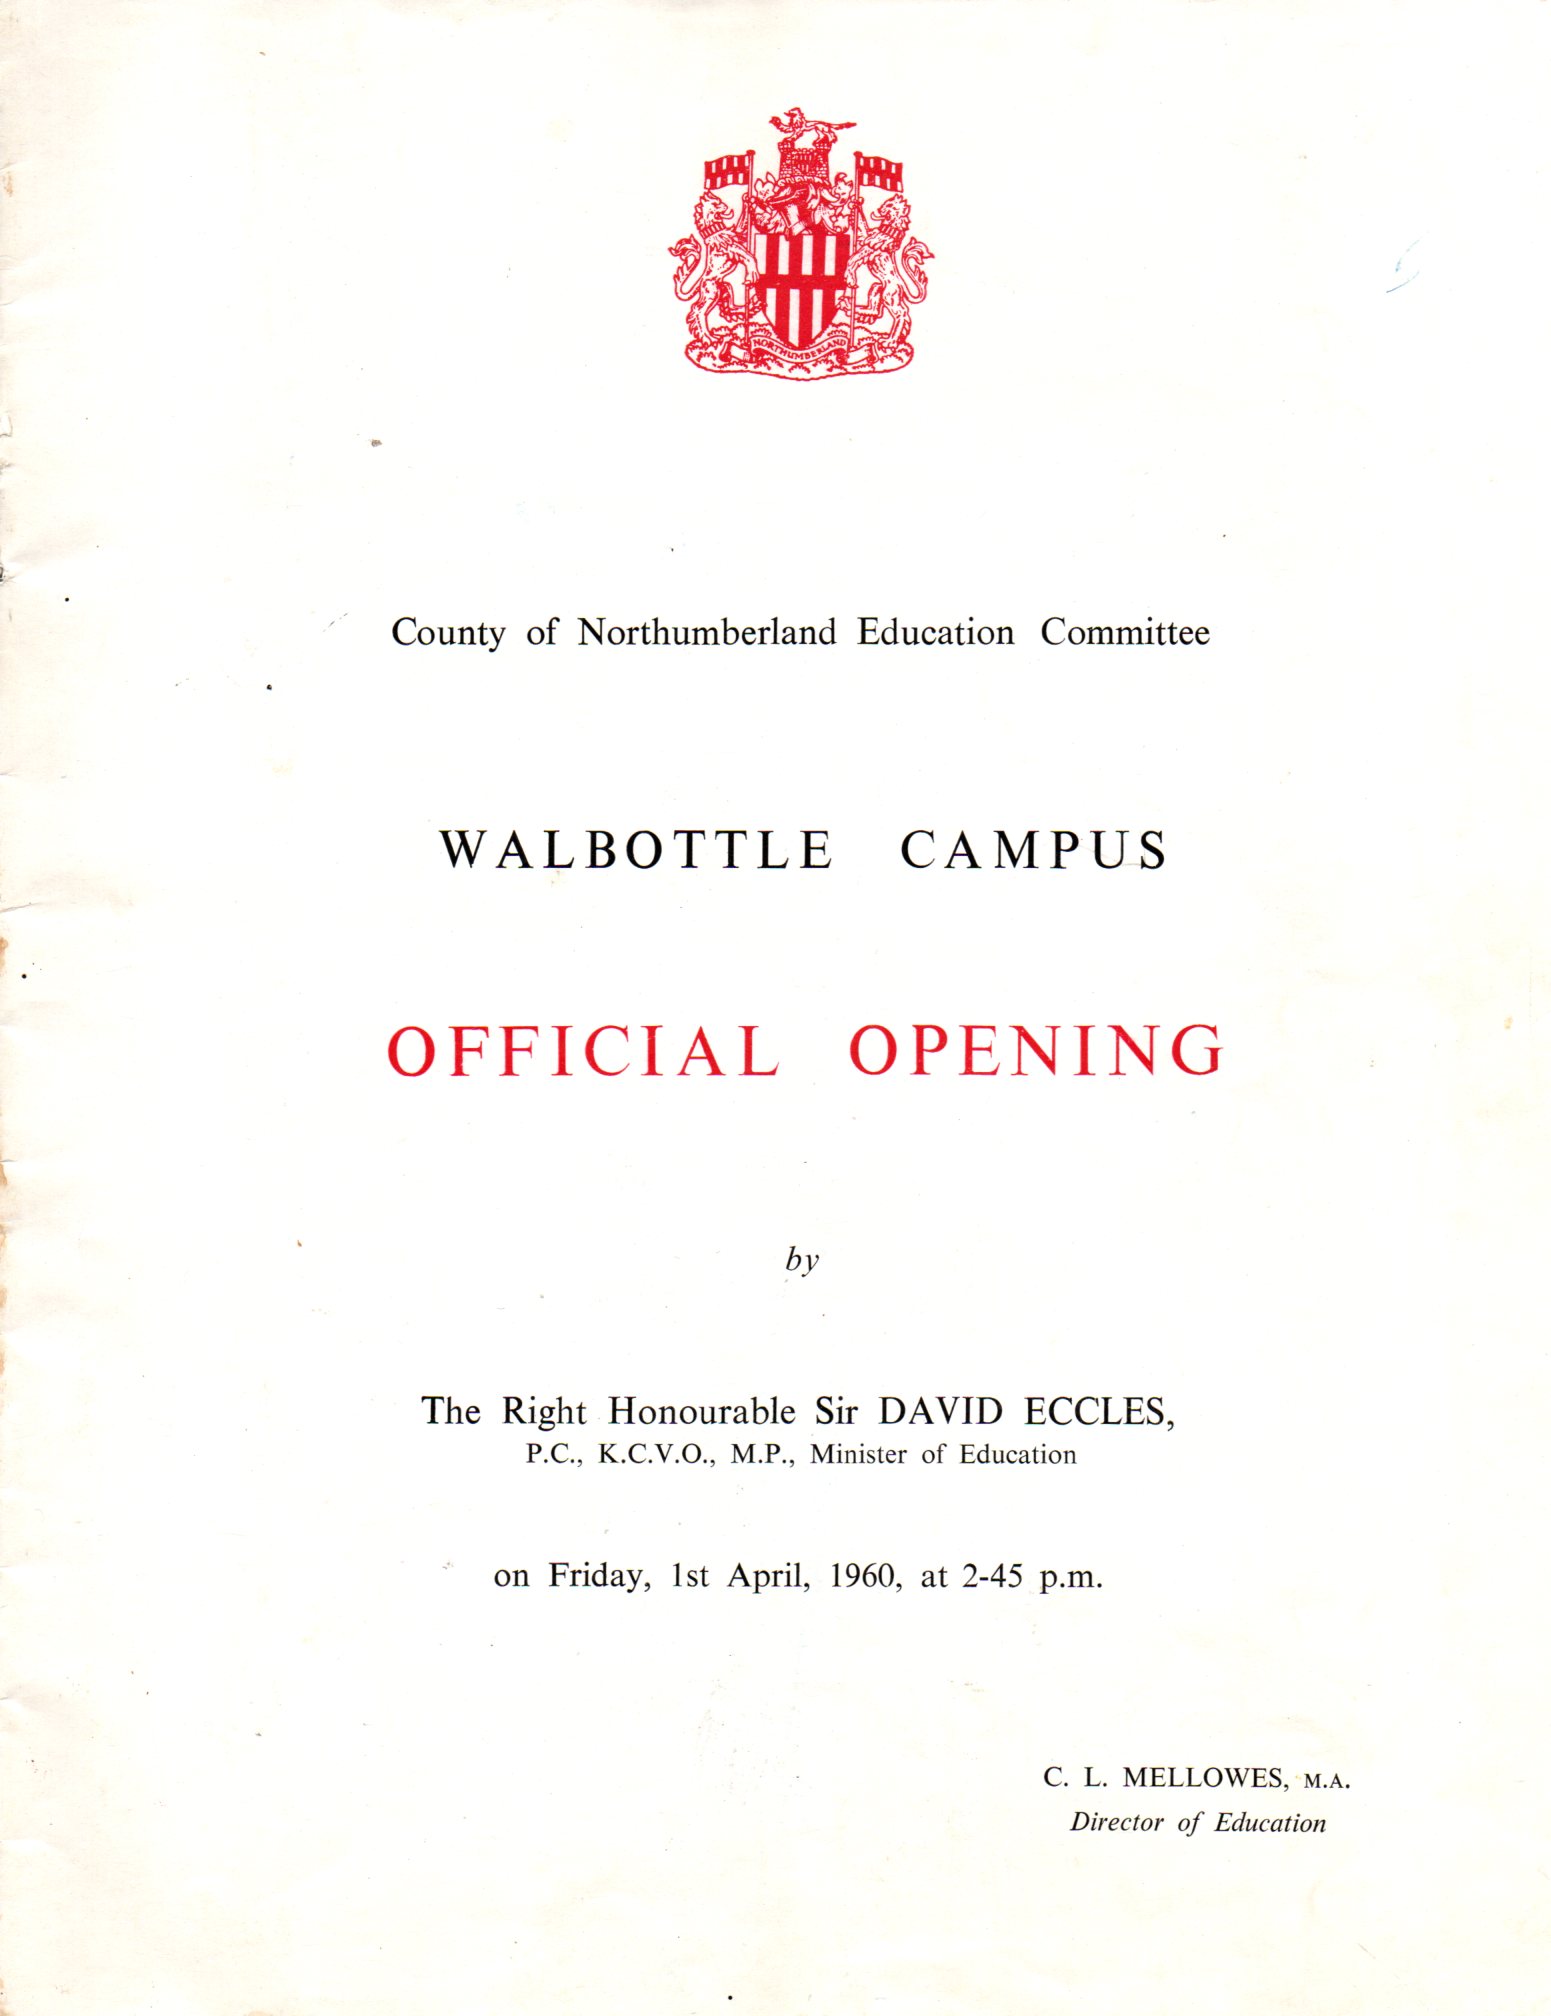 NORTHUMBERLAND
County of Northumberland Education Committee
WALBOTTLE CAMPUS
OFFICIAL OPENING
by
The Right Honourable Sir DAVID ECCLES,
P.C., K.C.V.O., M.P., Minister of Education
on Friday, 1st April, 1960, at 2-45 p.m.
C. L. MELLOWES, M.A.
Director of Education